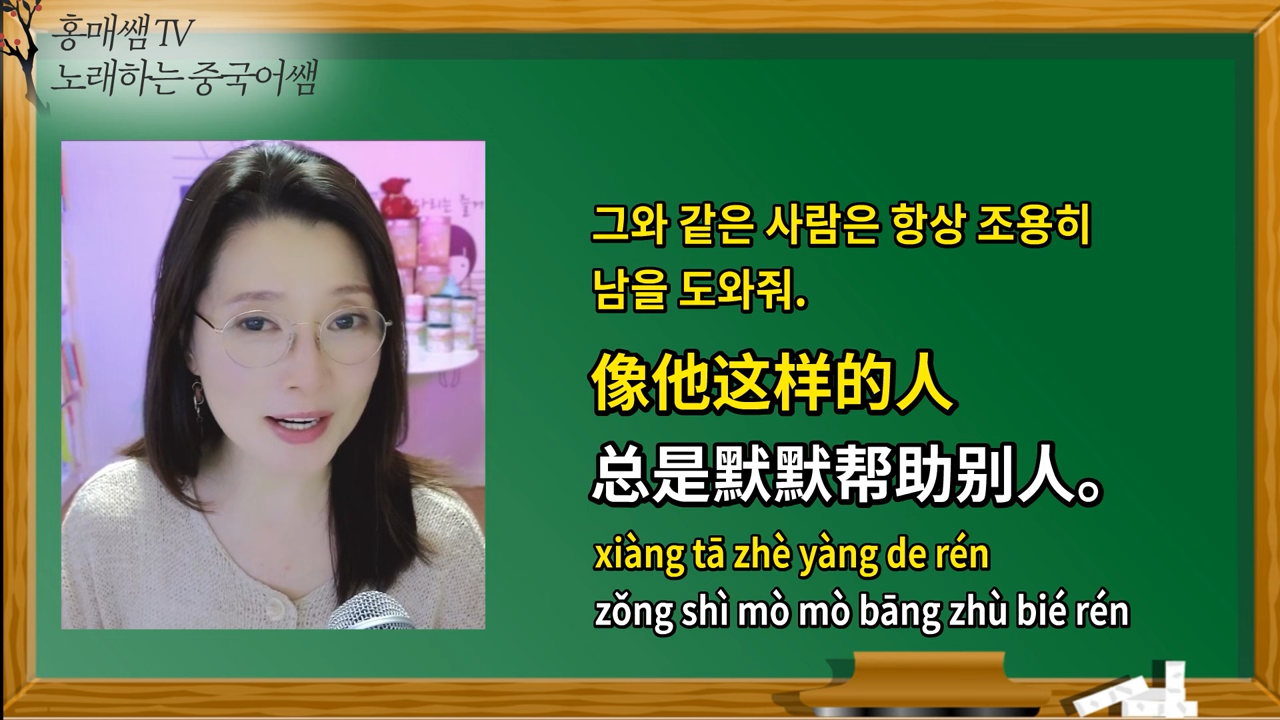 홍매쌤 TV
노래하는 중국어쌤
그와 같은 사람은 항상 조용히
남을 도와줘.
像他这样的人
总是默默帮助别人。
xiàng tā zhè yàng de rén
zǒng shì mò mò bāng zhù bié rén